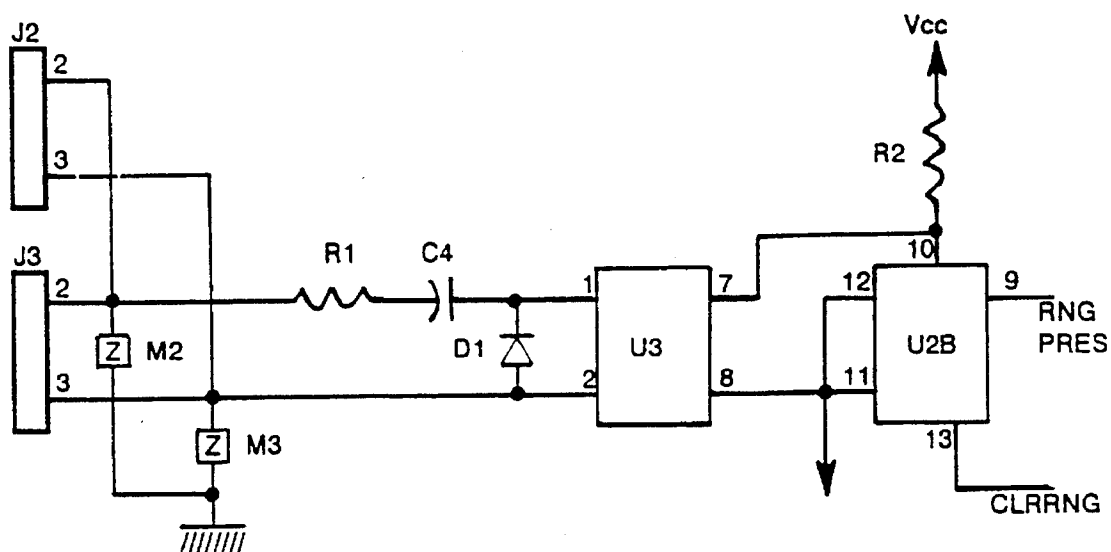 Vcc
J2
2
R2
3
R1
C4
10
J3
2
1
7
12
9
RNG
PRES
Z
M2
D1
U3
U2B
3
2
8
11
Z
M3
13
CLRRNG